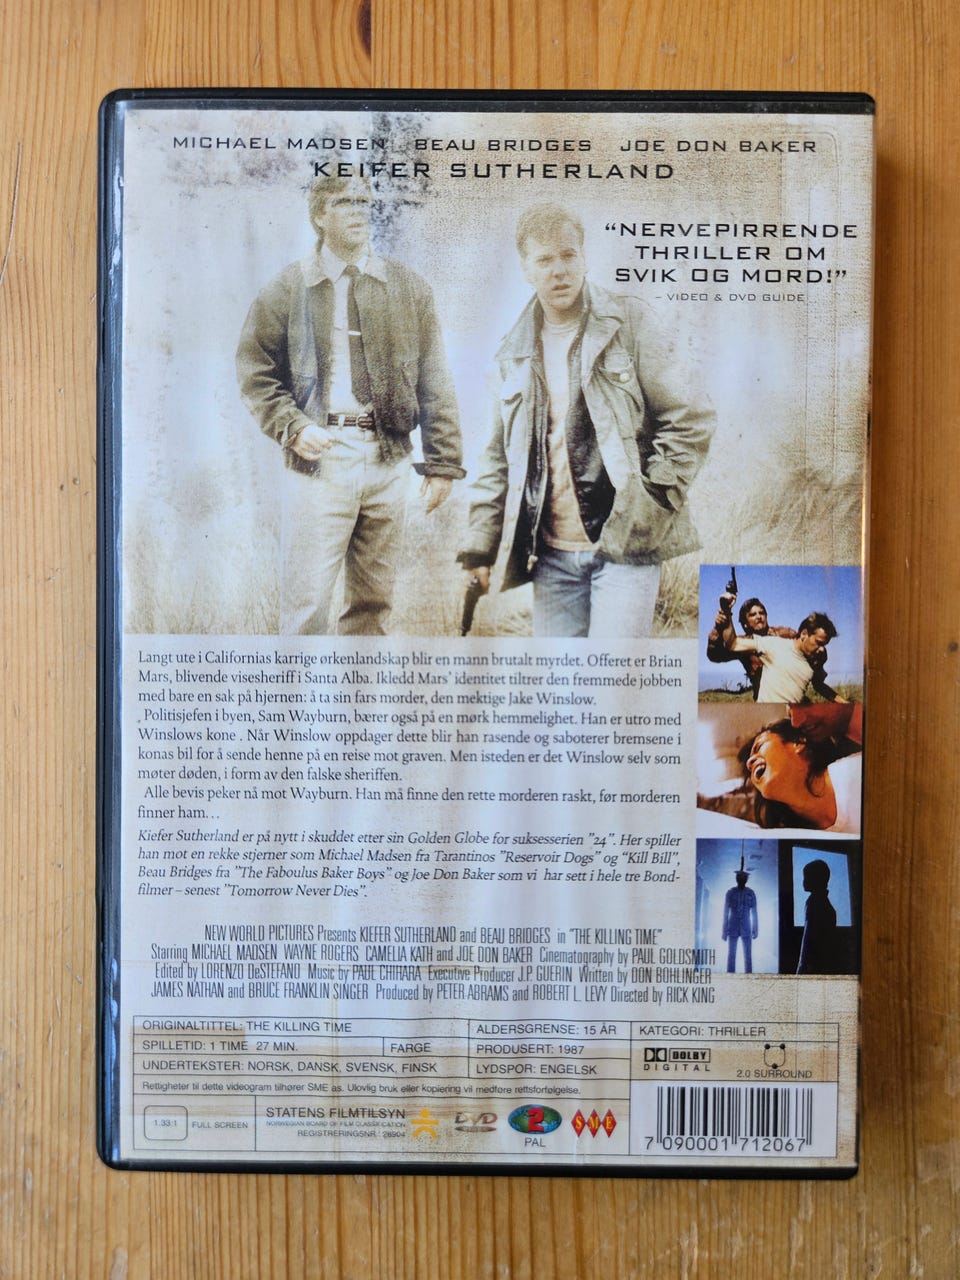 MICHAEL MADSEN BEAU BRIDGES JOE DON BAKER
KEIFER SUTHERLAND
"NERVEPIRRENDE
THRILLER OM
SVIK OG MORD!"
– VIDEO & DVD GUIDE
Langt ute i Californias karrige ørkenlandskap blir en mann brutalt myrdet. Offeret er Brian
Mars, blivende visesheriff i Santa Alba. Ikledd Mars' identitet tiltrer den fremmede jobben
med bare en sak på hjernen: å ta sin fars morder, den mektige Jake Winslow.
Politisjefen i byen, Sam Wayburn, bærer også på en mørk hemmelighet. Han er utro med
Winslows kone . Når Winslow oppdager dette blir han rasende og saboterer bremsene i
konas bil for å sende henne på en reise mot graven. Men isteden er det Winslow selv som
møter døden, i form av den falske sheriffen.
Alle bevis peker nå mot Wayburn. Han må finne den rette morderen raskt, før morderen
finner ham...
Kiefer Sutherland er på nytt i skuddet etter sin Golden Globe for suksesserien "24". Her spiller
han mot en rekke stjerner som Michael Madsen fra Tarantinos "Reservoir Dogs" og "Kill Bill",
Beau Bridges fra "The Faboulus Baker Boys" og Joe Don Baker som vi har sett i hele tre Bond-
filmer – senest "Tomorrow Never Dies".
NEW WORLD PICTURES Presents KIEFER SUTHERLAND and BEAU BRIDGES in "THE KILLING TIME"
Starring MICHAEL MADSEN WAYNE ROGERS CAMELIA KATH and JOE DON BAKER Cinematography by PAUL GOLDSMITH
Edited by LORENZO DeSTEFANO Music by PAUL CHIHARA Executive Producer J.P GUERIN Written by DON BOHLINGER
JAMES NATHAN and BRUCE FRANKLIN SINGER Produced by PETER ABRAMS and ROBERT L. LEVY Directed by RICK KING
ORIGINALTITTEL: THE KILLING TIME ALDERSGRENSE: 15 ÅR KATEGORI: THRILLER
SPILLETID: 1 TIME 27 MIN. FARGE PRODUSERT: 1987
UNDERTEKSTER: NORSK, DANSK, SVENSK, FINSK LYDSPOR: ENGELSK
DOLBY
DIGITAL
2.0 SURROUND
Rettigheter til dette videogram tilhører SME as. Ulovlig bruk eller kopiering vil medføre rettsforfølgelse.
1.33:1 FULL SCREEN
STATENS FILMTILSYN
NORWEGIAN BOARD OF FILM CLASSIFICATION
REGISTRERINGSNR.: 26904
DVD
2
PAL
SME
7 090001 712067